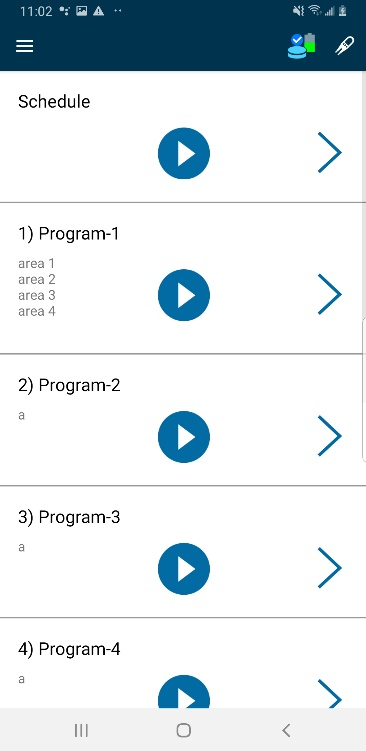 11:02
Schedule
1) Program-1
area 1
area 2
area 3
area 4
2) Program-2
a
3) Program-3
a
4) Program-4
a